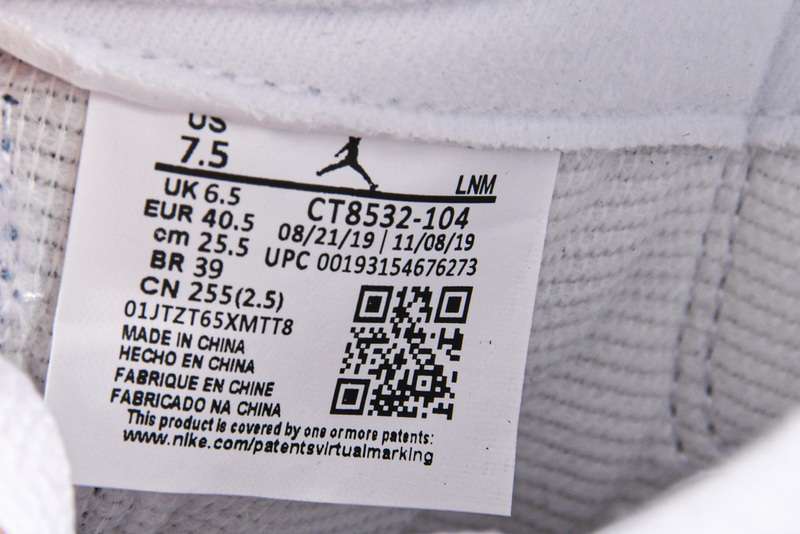 US
7.5
LNM
UK 6.5
CT8532-104
EUR 40.5
08/21/19 | 11/08/19
cm 25.5
UPC 00193154676273
BR 39
CN 255(2.5)
01JTZT65XMTT8
MADE IN CHINA
HECHO EN CHINA
FABRIQUE EN CHINE
FABRICADO NA CHINA
This product is covered by one or more patents:
www.nike.com/patentsvirtualmarking